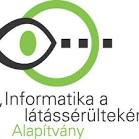 „Informatika a
látássérültekér
Alapítvány